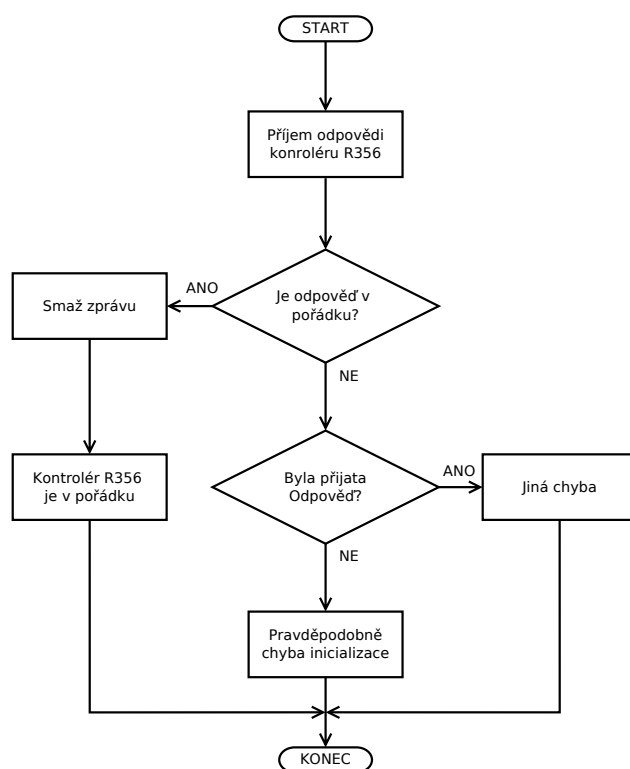 START
Příjem odpovědi
konroléru R356
Je odpověď v
pořádku?
ANO
Smaž zprávu
NE
Kontrolér R356
je v pořádku
Byla přijata
Odpověď?
ANO
Jiná chyba
NE
Pravděpodobně
chyba inicializace
KONEC